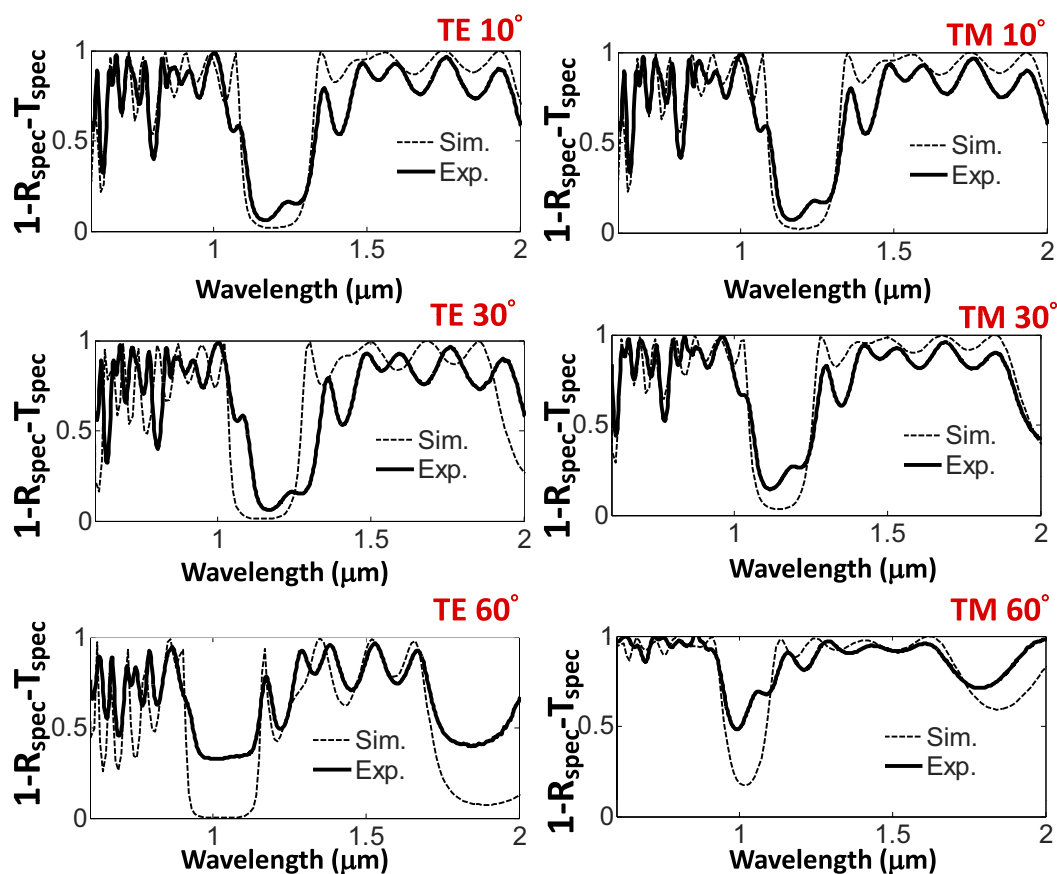 TE 10°
1-Rspec-Tspec
1
0.5
0
Sim.
Exp.
1
1.5
2
Wavelength (μm)
TM 10°
1-Rspec-Tspec
1
0.5
0
Sim.
Exp.
1
1.5
2
Wavelength (μm)
TE 30°
1-Rspec-Tspec
1
0.5
0
Sim.
Exp.
1
1.5
2
Wavelength (μm)
TM 30°
1-Rspec-Tspec
1
0.5
0
Sim.
Exp.
1
1.5
2
Wavelength (μm)
TE 60°
1-Rspec-Tspec
1
0.5
0
Sim.
Exp.
1
1.5
2
Wavelength (μm)
TM 60°
1-Rspec-Tspec
1
0.5
0
Sim.
Exp.
1
1.5
2
Wavelength (μm)